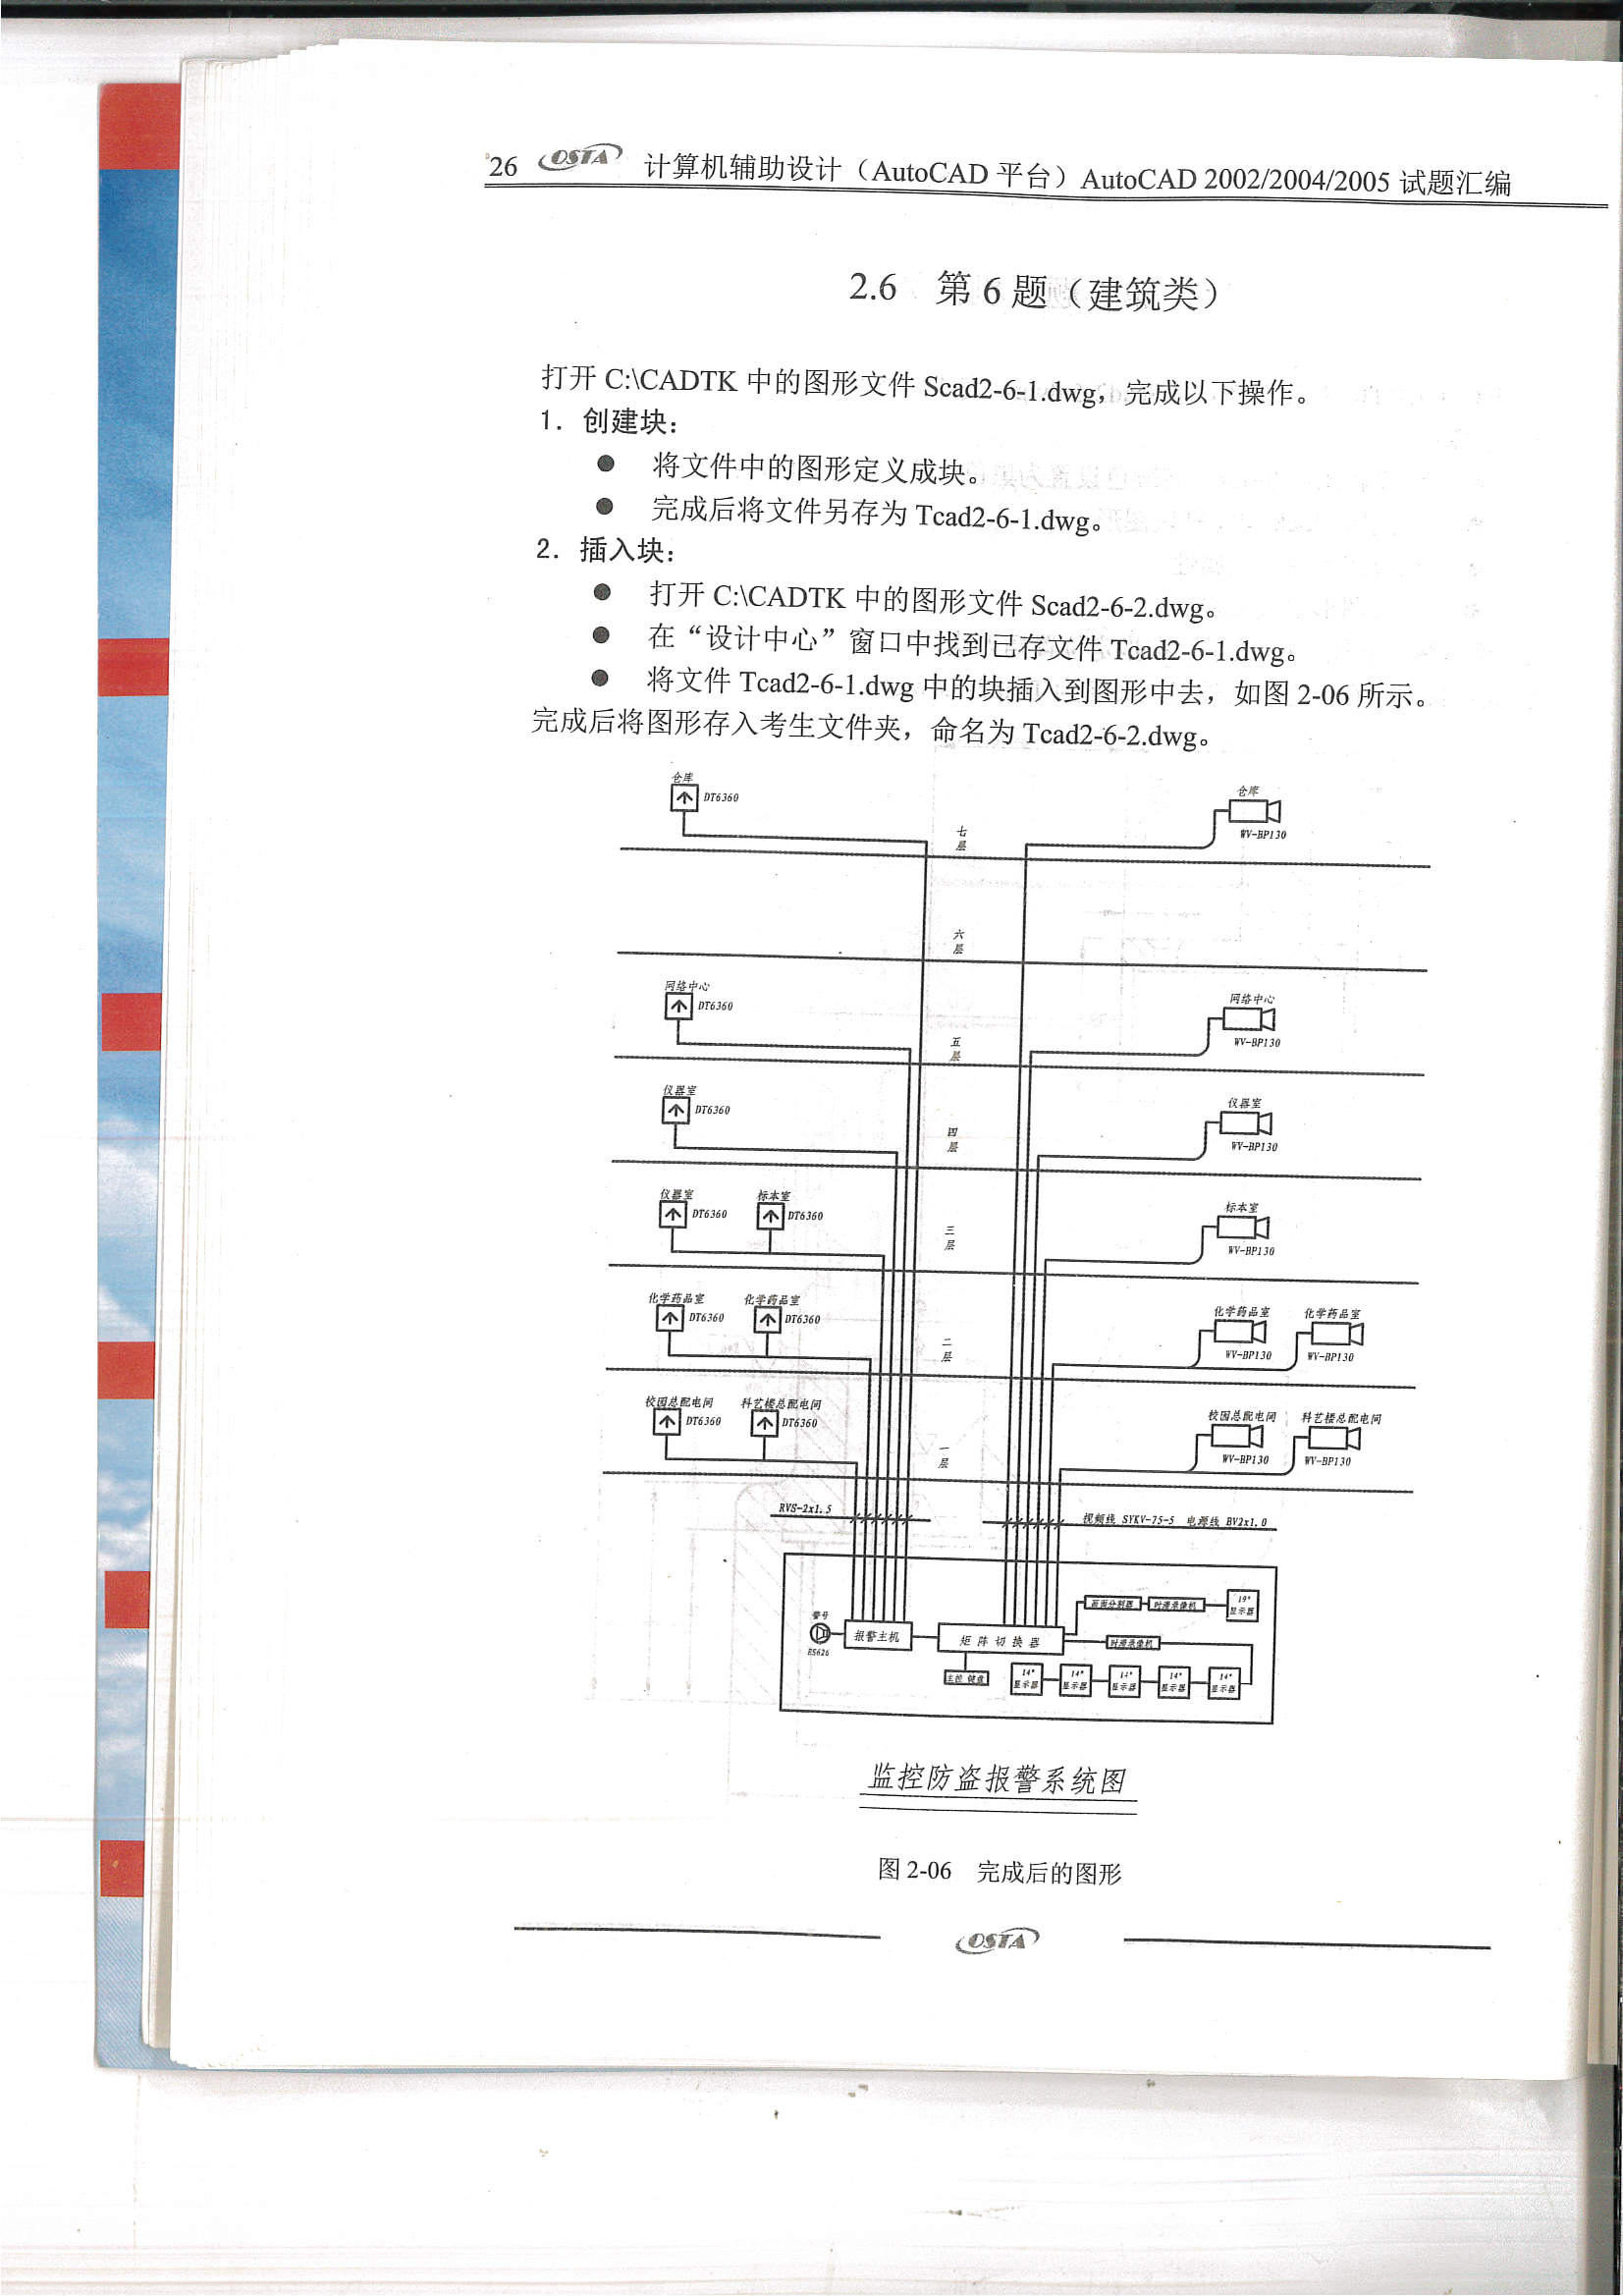 26 OSTA 计算机辅助设计（AutoCAD 平台）AutoCAD 2002/2004/2005 试题汇编
2.6 第 6 题（建筑类）
打开 C:\CADTK 中的图形文件 Scad2-6-1.dwg，完成以下操作。
1. 创建块：
● 将文件中的图形定义成块。
● 完成后将文件另存为 Tcad2-6-1.dwg。
2. 插入块：
● 打开 C:\CADTK 中的图形文件 Scad2-6-2.dwg。
● 在“设计中心”窗口中找到已存文件 Tcad2-6-1.dwg。
● 将文件 Tcad2-6-1.dwg 中的块插入到图形中去，如图 2-06 所示。
完成后将图形存入考生文件夹，命名为 Tcad2-6-2.dwg。
仓库 仓库
DT6360 WV-BP130
七层
六层
网络中心 网络中心
DT6360 WV-BP130
五层
仪器室 仪器室
DT6360 WV-BP130
四层
仪器室 标本室 标本室
DT6360 DT6360 WV-BP130
三层
化学药品室 化学药品室 化学药品室 化学药品室
DT6360 DT6360 WV-BP130 WV-BP130
二层
校园总配电间 科艺楼总配电间 校园总配电间 科艺楼总配电间
DT6360 DT6360 WV-BP130 WV-BP130
一层
RVS-2x1.5 视频线 SYKV-75-5 电源线 BV2x1.0
画面分割器 时滞录像机 19" 显示器
警号 报警主机 矩阵切换器 时滞录像机
ES626
主控 键盘 14" 显示器 14" 显示器 14" 显示器 14" 显示器 14" 显示器
监控防盗报警系统图
图 2-06 完成后的图形
OSTA